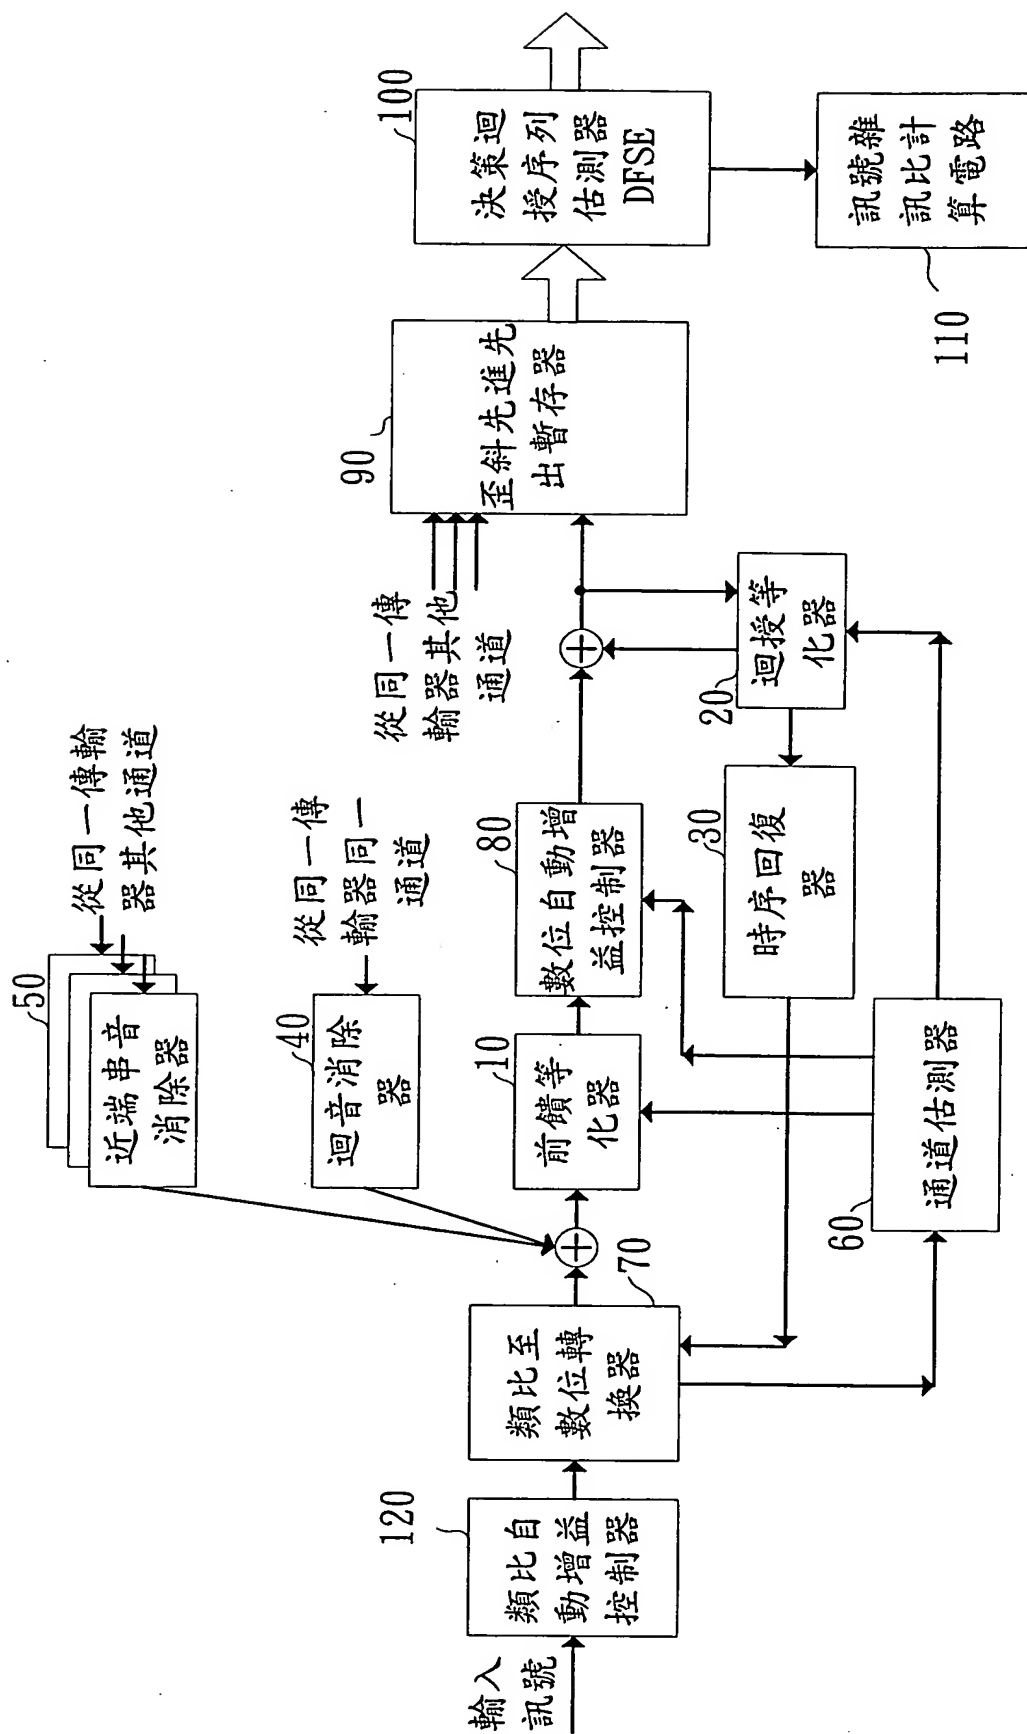 50
從同一傳輸
器其他通道
近端串音
消除器
40
從同一傳
輸器同一
通道
迴音消除
器
輸入
訊號
120
類比自
動增益
控制器
70
類比至
數位轉
換器
10
前饋等
化器
80
數位自動增
益控制器
從同一傳
輸器其他
通道
90
歪斜先進先
出暫存器
100
決策迴
授序列
估測器
DFSE
20
迴授等
化器
30
時序回復
器
60
通道估測器
110
訊號雜
訊比計
算電路